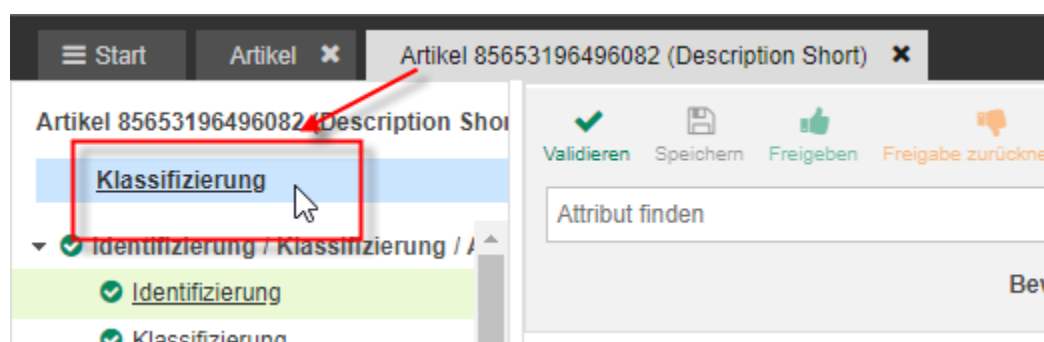 Start Artikel Artikel 85653196496082 (Description Short)
Artikel 85653196496082 (Description Shor
Validieren Speichern Freigeben Freigabe zurückne
Klassifizierung
Attribut finden
Identifizierung / Klassifizierung / A
Bev
Identifizierung
Klassifizierung